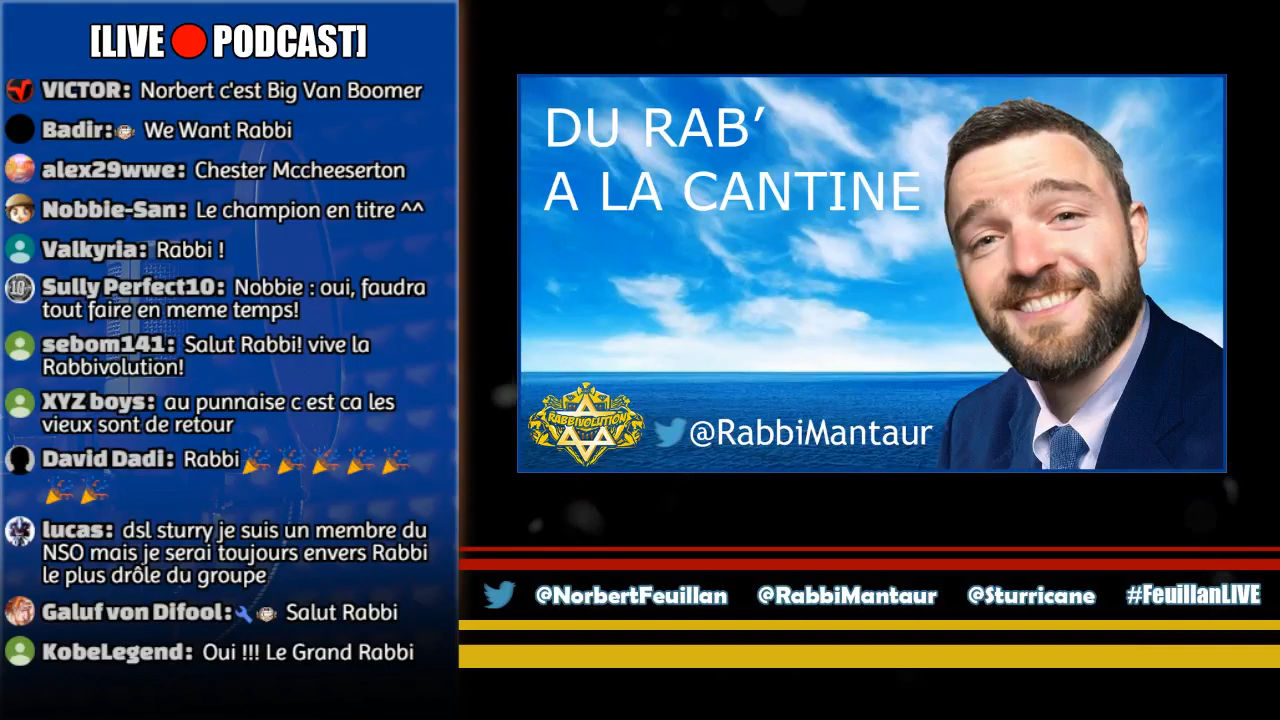 [LIVE🔴PODCAST]
VICTOR: Norbert c'est Big Van Boomer
Badir: We Want Rabbi
alex29wwe: Chester Mccheeserton
Nobbie-San: Le champion en titre ^^
Valkyria: Rabbi !
Sully Perfect10: Nobbie : oui, faudra
tout faire en meme temps!
sebom141: Salut Rabbi! vive la
Rabbivolution!
XYZ boys: au punnaise c est ca les
vieux sont de retour
David Dadi: Rabbi🎉🎉🎉🎉🎉
🎉🎉
lucas: dsl sturry je suis un membre du
NSO mais je serai toujours envers Rabbi
le plus drôle du groupe
Galuf von Difool:🔧 Salut Rabbi
KobeLegend: Oui !!! Le Grand Rabbi
DU RAB’
A LA CANTINE
RABBIVOLUTION
@RabbiMantaur
@NorbertFeuillan @RabbiMantaur @Sturricane #FeuillanLIVE